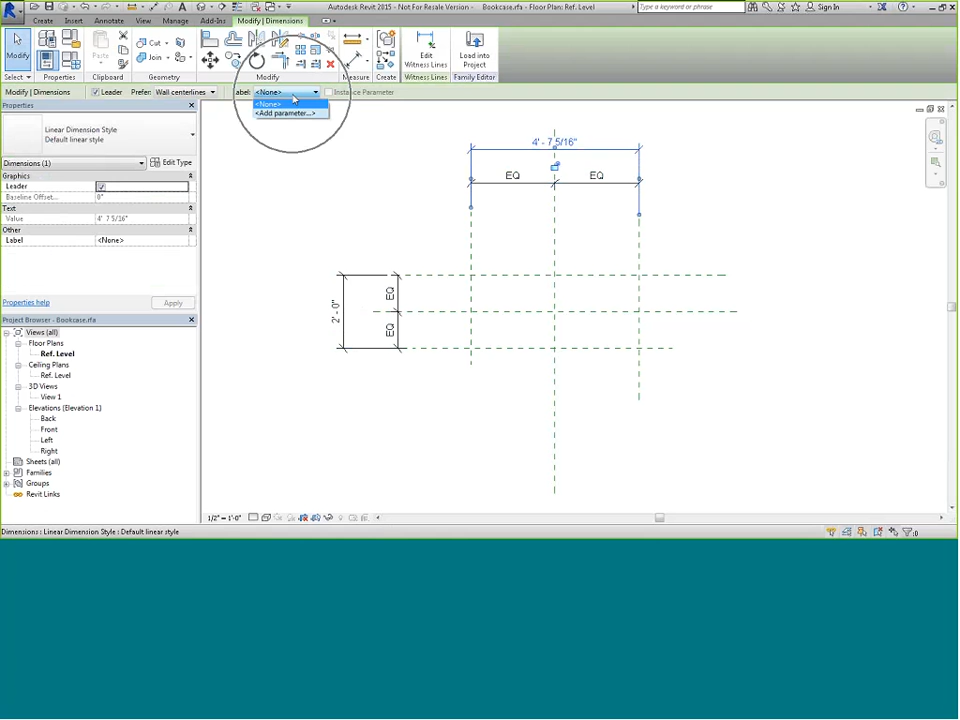 Autodesk Revit 2015 - Not For Resale Version - Bookcase.rfa - Floor Plan: Ref. Level
Type a keyword or phrase
Sign In
Create Insert Annotate View Manage Add-Ins Modify | Dimensions
Modify
Paste
Cut
Join
Edit
Witness Lines
Load into
Project
Select Properties Clipboard Geometry Modify Measure Create Witness Lines Family Editor
Modify | Dimensions Leader Prefer: Wall centerlines Label: <None> Instance Parameter
<None>
<Add parameter...>
Properties
Linear Dimension Style
Default linear style
Dimensions (1) Edit Type
Graphics
Leader
Baseline Offset... 0"
Text
Value 4' 7 5/16"
Other
Label <None>
Properties help Apply
Project Browser - Bookcase.rfa
Views (all)
Floor Plans
Ref. Level
Ceiling Plans
Ref. Level
3D Views
View 1
Elevations (Elevation 1)
Back
Front
Left
Right
Sheets (all)
Families
Groups
Revit Links
4' - 7 5/16"
EQ EQ
2' - 0"
EQ
EQ
1/2" = 1'-0"
Dimensions : Linear Dimension Style : Default linear style
:0